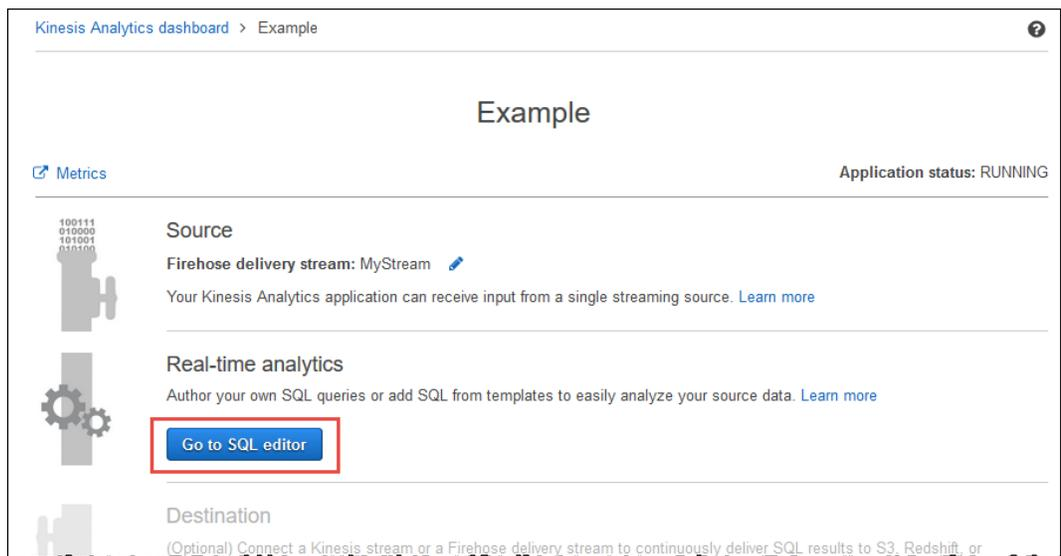 Kinesis Analytics dashboard > Example
Example
Metrics
Application status: RUNNING
100111
010000
101001
010100
Source
Firehose delivery stream: MyStream
Your Kinesis Analytics application can receive input from a single streaming source. Learn more
Real-time analytics
Author your own SQL queries or add SQL from templates to easily analyze your source data. Learn more
Go to SQL editor
Destination
(Optional) Connect a Kinesis stream or a Firehose delivery stream to continuously deliver SQL results to S3, Redshift, or